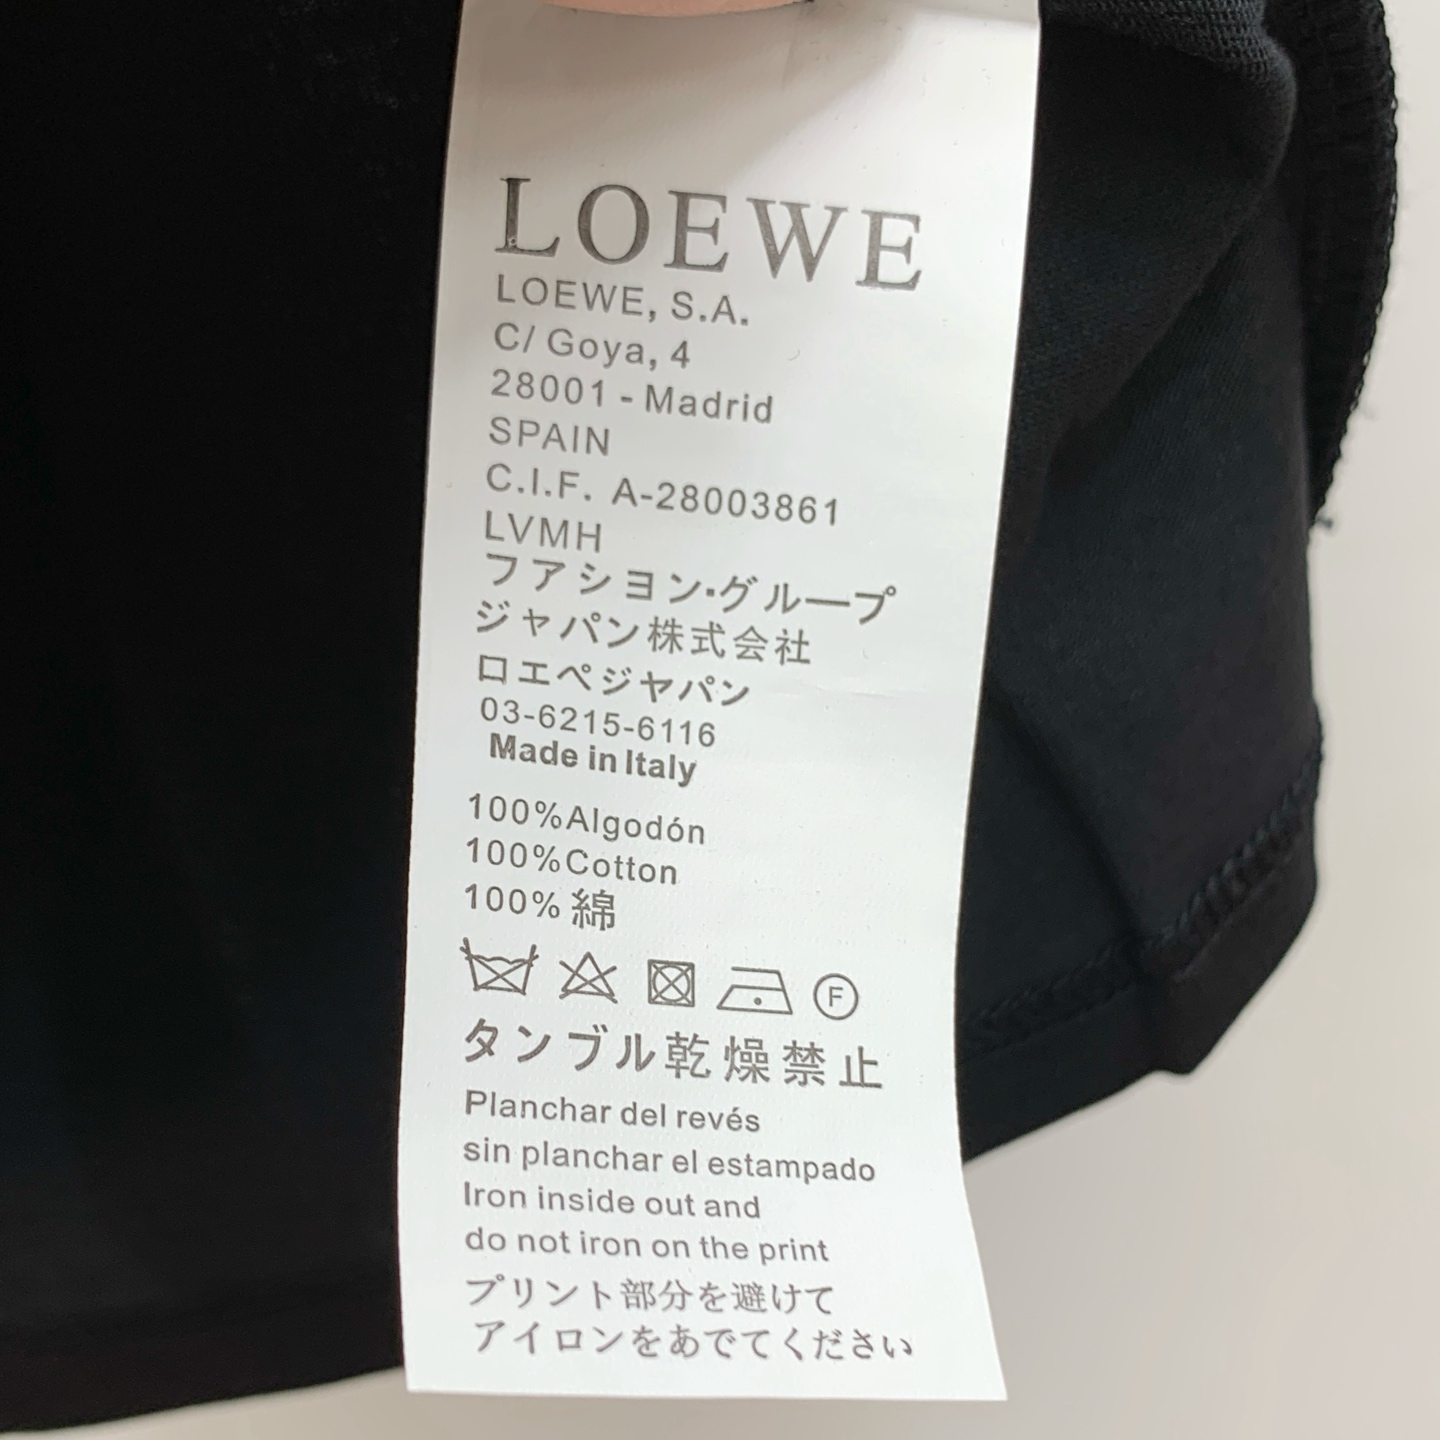 LOEWE
LOEWE, S.A.
C/ Goya, 4
28001 - Madrid
SPAIN
C.I.F. A-28003861
LVMH
フアシヨン・グループ
ジャパン株式会社
ロエペジヤパン
03-6215-6116
Made in Italy
100%Algodón
100%Cotton
100%綿
F
タンブル乾燥禁止
Planchar del revés
sin planchar el estampado
Iron inside out and
do not iron on the print
プリント部分を避けて
アイロンをあでてください